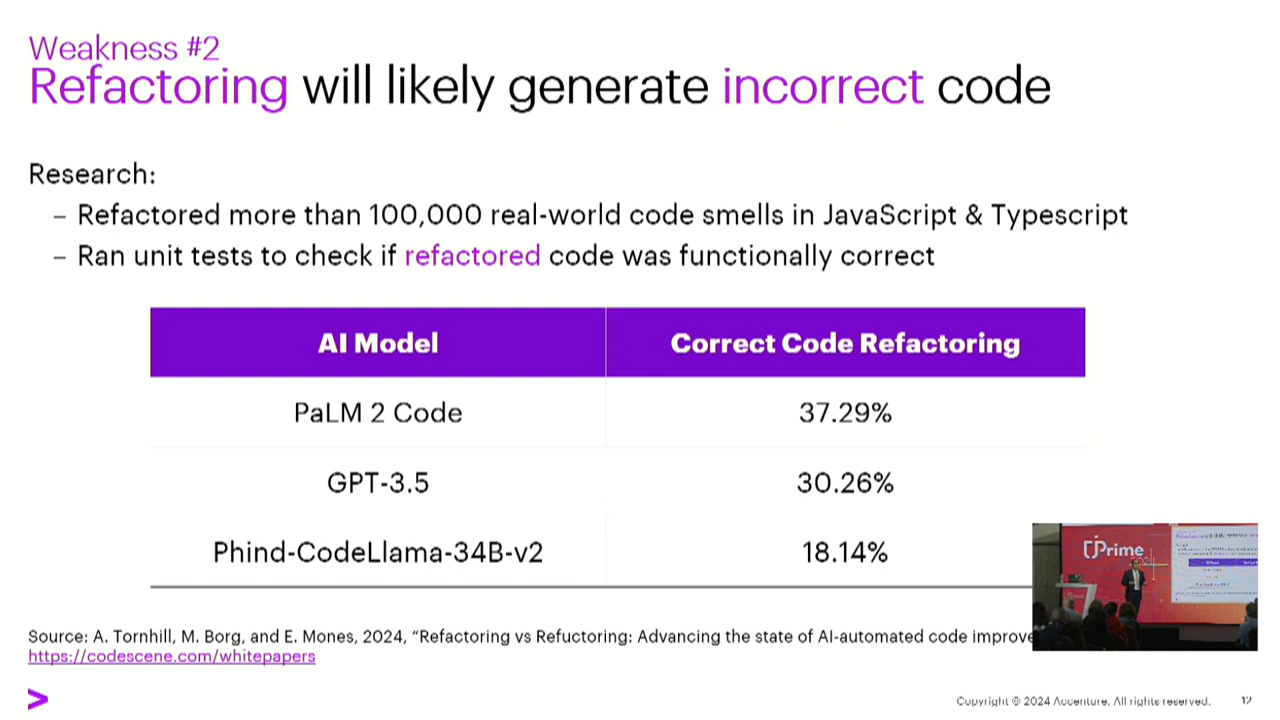 Weakness #2
Refactoring will likely generate incorrect code
Research:
– Refactored more than 100,000 real-world code smells in JavaScript & Typescript
– Ran unit tests to check if refactored code was functionally correct
AI Model Correct Code Refactoring
PaLM 2 Code 37.29%
GPT-3.5 30.26%
Phind-CodeLlama-34B-v2 18.14%
jPrime
Source: A. Tornhill, M. Borg, and E. Mones, 2024, “Refactoring vs Refuctoring: Advancing the state of AI-automated code improve
https://codescene.com/whitepapers
Copyright © 2024 Accenture. All rights reserved. 12